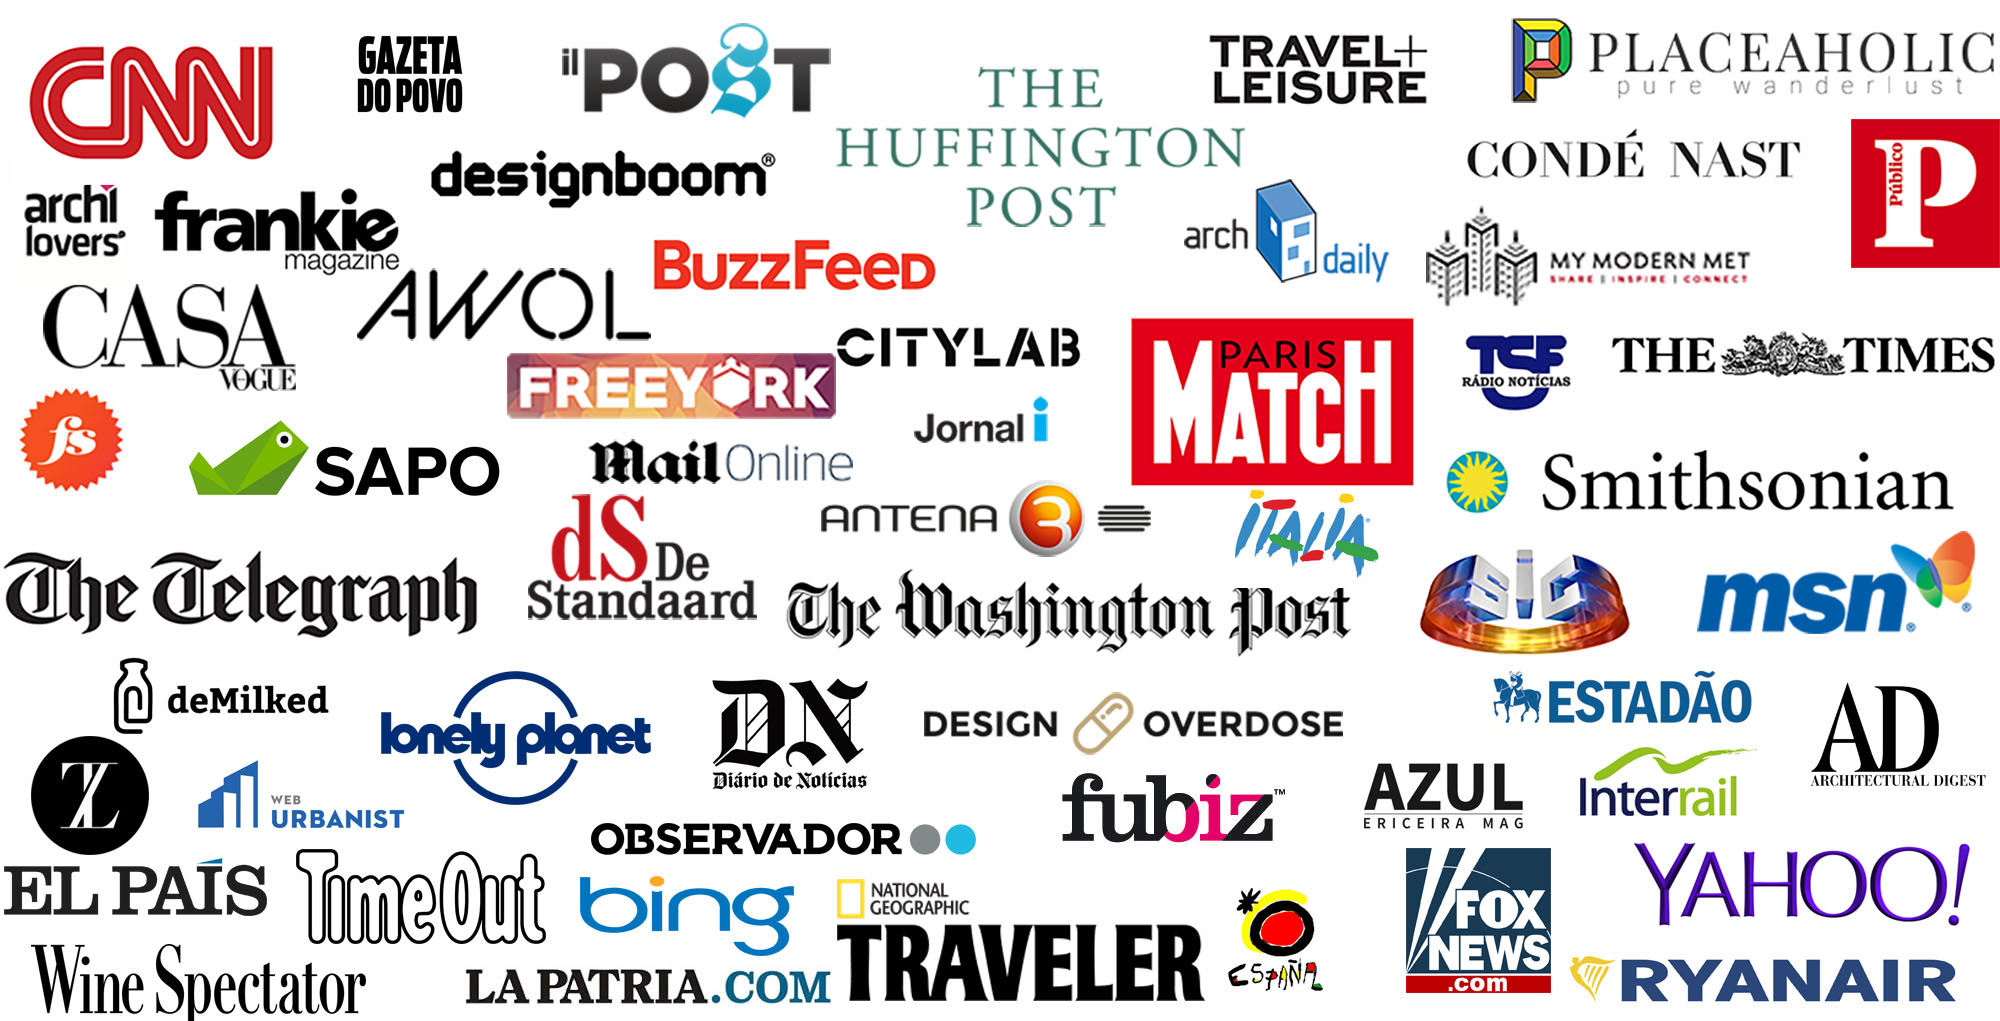 CNN
GAZETA
DO POVO
il POST
THE
HUFFINGTON
POST
TRAVEL+
LEISURE
P PLACEAHOLIC
pure wanderlust
designboom®
CONDÉ NAST
Público
P
archi
lovers
frankie
magazine
arch daily
MY MODERN MET
SHARE | INSPIRE | CONNECT
BuzzFeed
CASA
VOGUE
AWOL
CITYLAB
PARIS
MATCH
TSF
RÁDIO NOTÍCIAS
THE TIMES
FREEYORK
fs
SAPO
Jornal i
Mail Online
Smithsonian
ANTENA 3
ITALIA
dS De
Standaard
The Telegraph
The Washington Post
SIC
msn®
deMilked
lonely planet
DN
Diário de Notícias
DESIGN OVERDOSE
ESTADÃO
AD
ARCHITECTURAL DIGEST
Z
WEB
URBANIST
OBSERVADOR
fubiz™
AZUL
ERICEIRA MAG
Interrail
EL PAÍS
TimeOut
bing
NATIONAL
GEOGRAPHIC
TRAVELER
ESPAÑA
FOX
NEWS
.com
YAHOO!
Wine Spectator
LA PATRIA.COM
RYANAIR